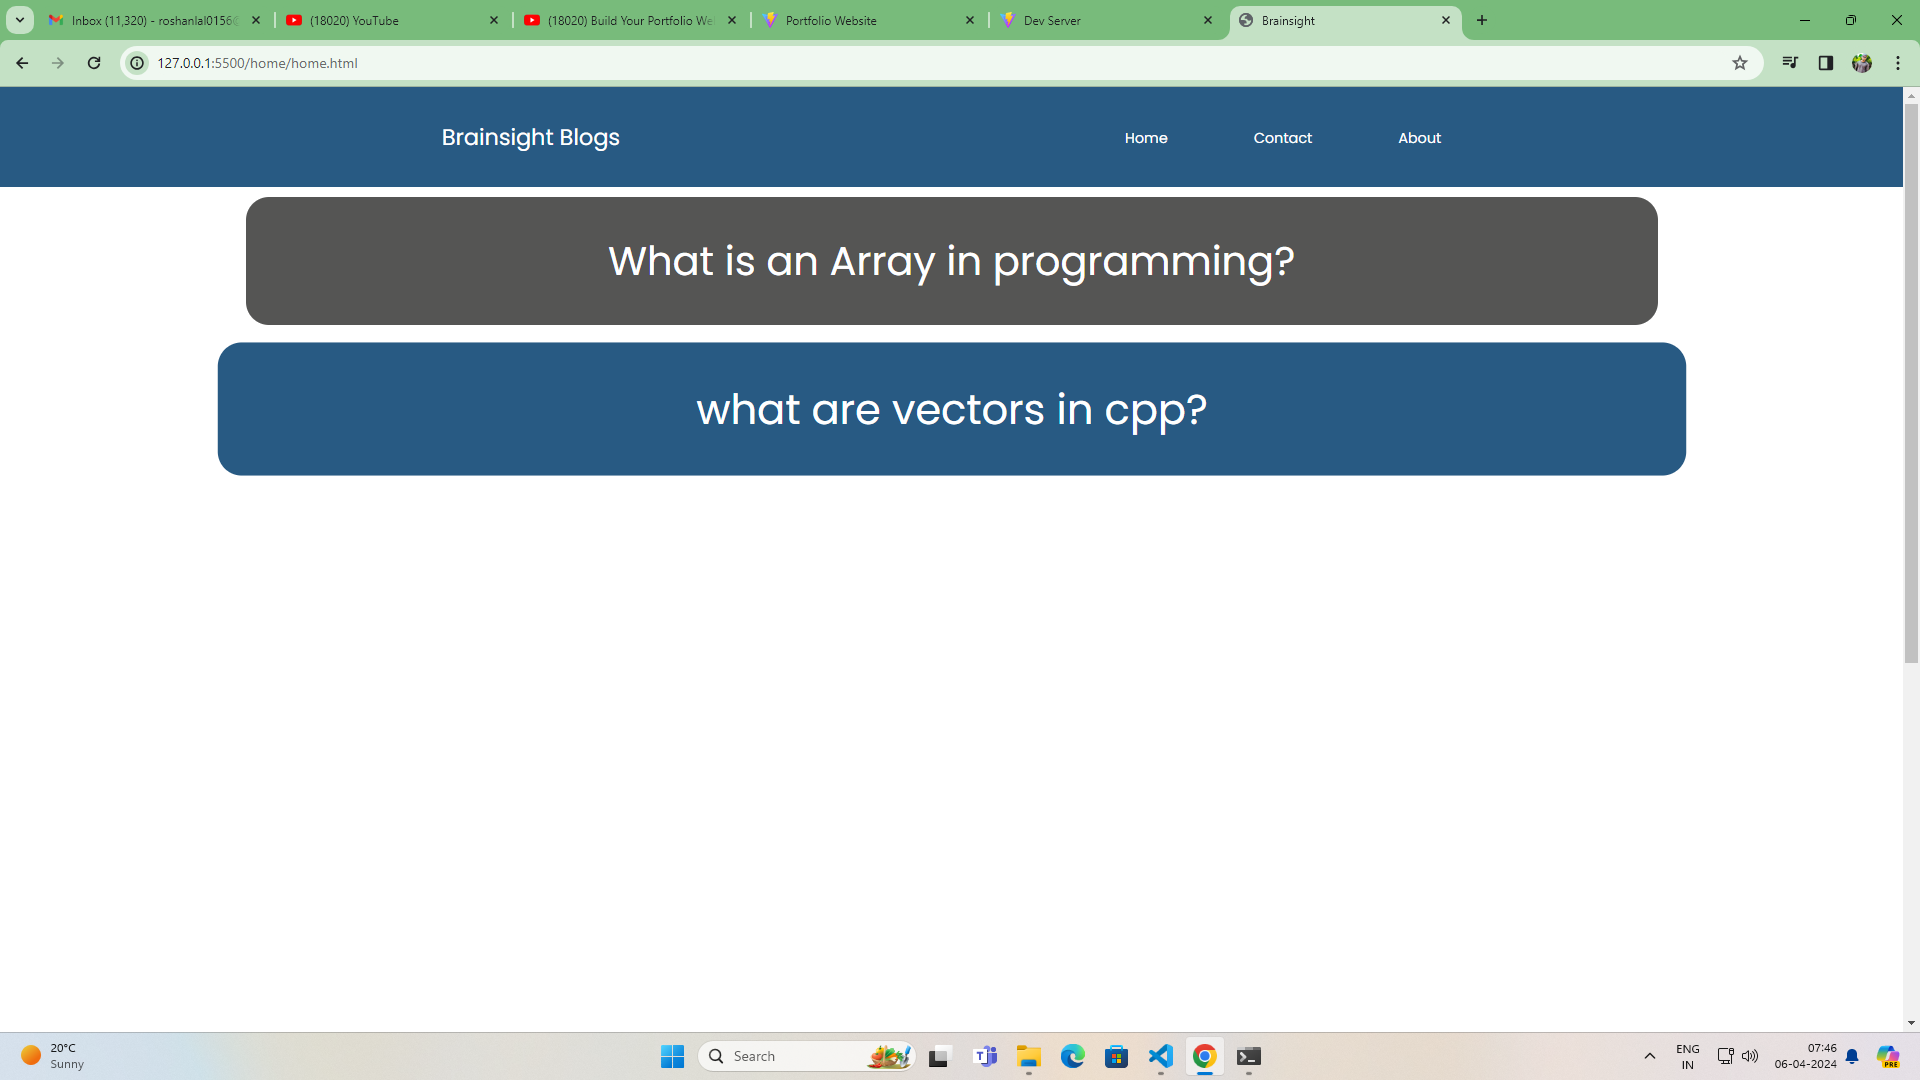 Inbox (11,320) - roshanlal0156@
(18020) YouTube
(18020) Build Your Portfolio We
Portfolio Website
Dev Server
Brainsight
127.0.0.1:5500/home/home.html
Brainsight Blogs
Home
Contact
About
What is an Array in programming?
what are vectors in cpp?
20°C
Sunny
Search
ENG
IN
07:46
06-04-2024
PRE